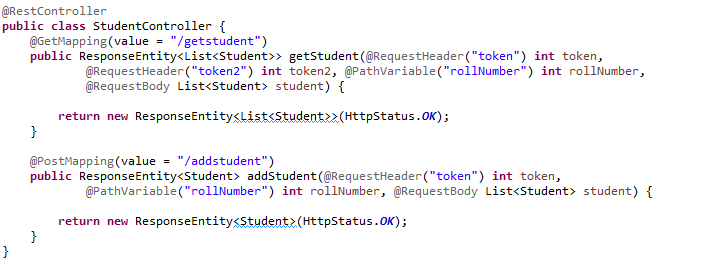 @RestController
public class StudentController {
    @GetMapping(value = "/getstudent")
    public ResponseEntity<List<Student>> getStudent(@RequestHeader("token") int token,
            @RequestHeader("token2") int token2, @PathVariable("rollNumber") int rollNumber,
            @RequestBody List<Student> student) {
        return new ResponseEntity<List<Student>>(HttpStatus.OK);
    }
    @PostMapping(value = "/addstudent")
    public ResponseEntity<Student> addStudent(@RequestHeader("token") int token,
            @PathVariable("rollNumber") int rollNumber, @RequestBody List<Student> student) {
        return new ResponseEntity<Student>(HttpStatus.OK);
    }
}